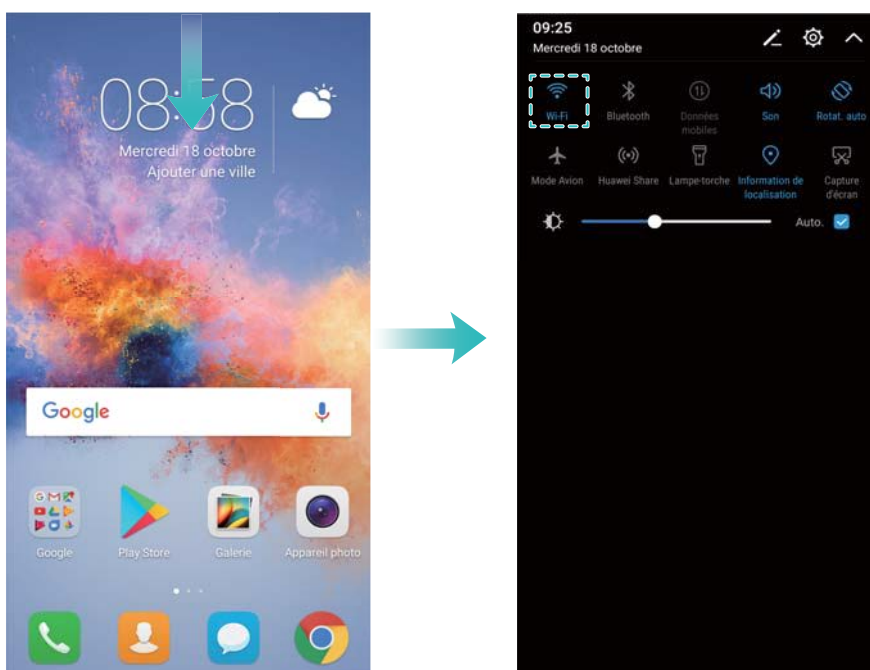 08:58
Mercredi 18 octobre
Ajouter une ville
Google
Google
Play Store
Galerie
Appareil photo
09:25
Mercredi 18 octobre
Wi-Fi
Bluetooth
Données
mobiles
Son
Rotat. auto
Mode Avion
Huawei Share
Lampe-torche
Information de
localisation
Capture
d'écran
Auto.